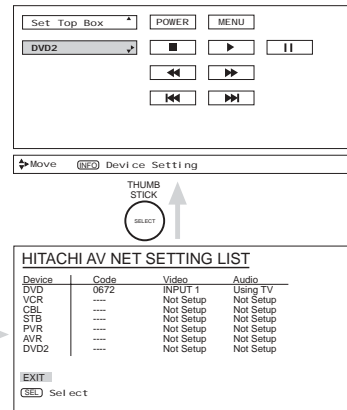 Set Top Box POWER MENU
DVD2
Move INFO Device Setting
THUMB
STICK
SELECT
HITACHI AV NET SETTING LIST
Device Code Video Audio
DVD 0672 INPUT 1 Using TV
VCR ---- Not Setup Not Setup
CBL ---- Not Setup Not Setup
STB ---- Not Setup Not Setup
PVR ---- Not Setup Not Setup
AVR ---- Not Setup Not Setup
DVD2 ---- Not Setup Not Setup
EXIT
SEL Select